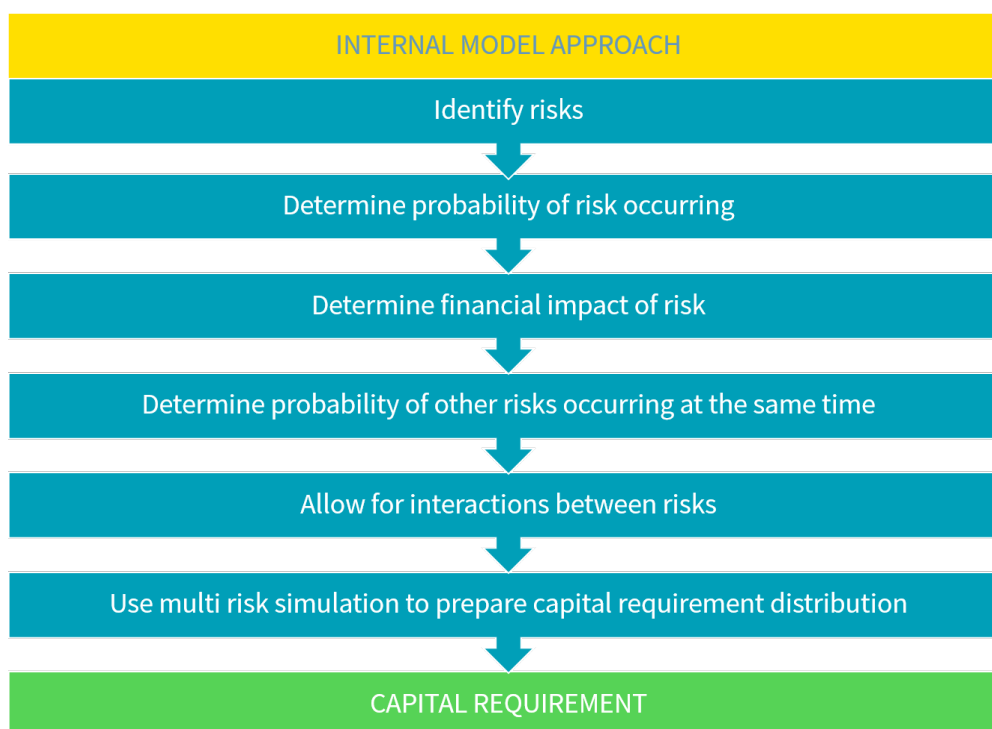 INTERNAL MODEL APPROACH
Identify risks
Determine probability of risk occurring
Determine financial impact of risk
Determine probability of other risks occurring at the same time
Allow for interactions between risks
Use multi risk simulation to prepare capital requirement distribution
CAPITAL REQUIREMENT